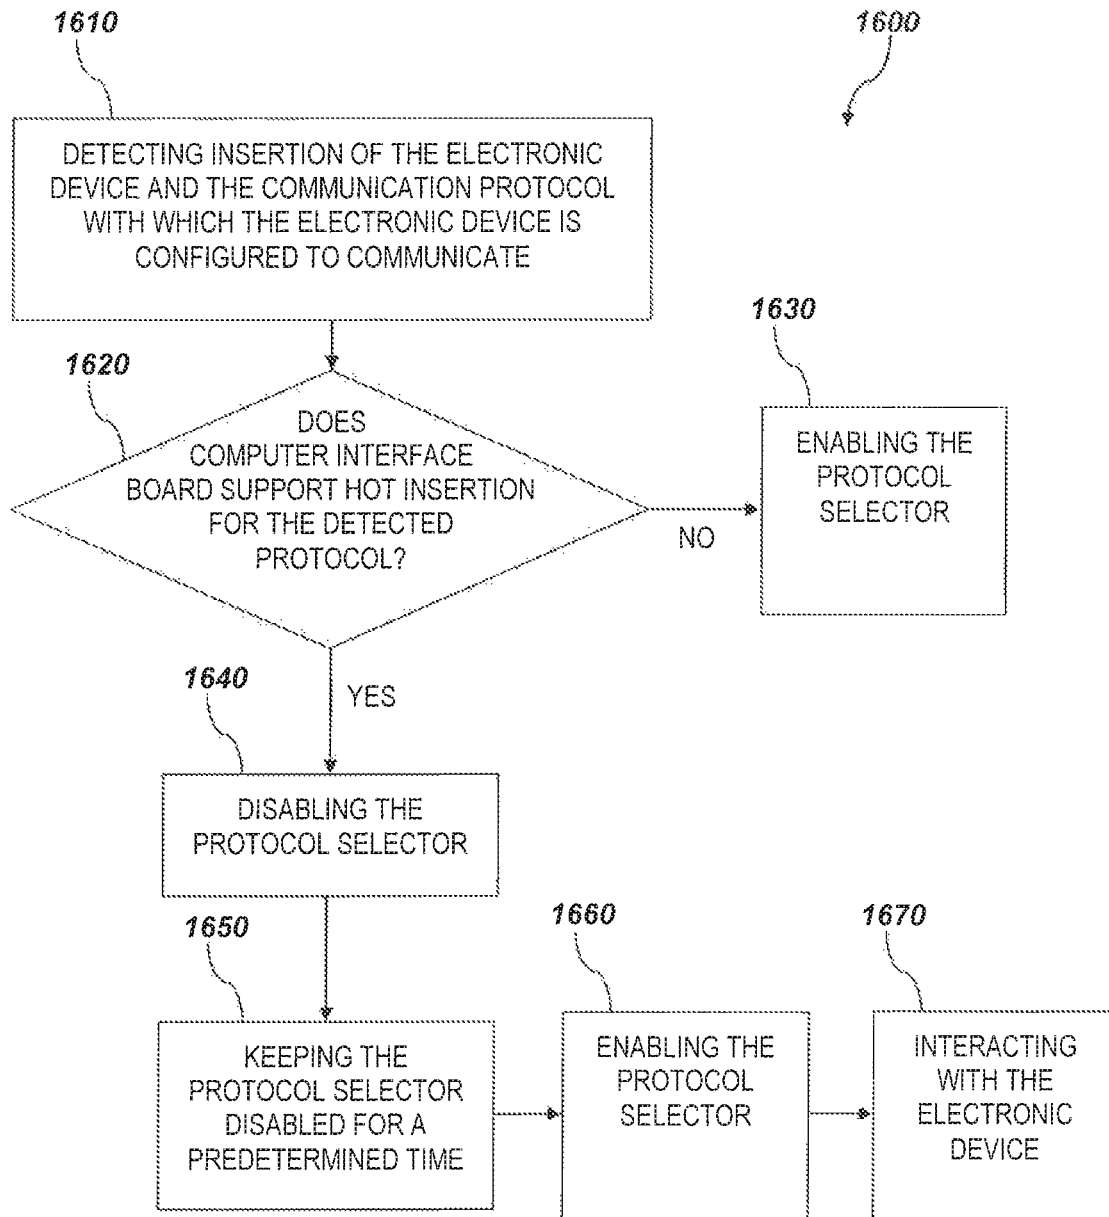 1610
1600
DETECTING INSERTION OF THE ELECTRONIC
DEVICE AND THE COMMUNICATION PROTOCOL
WITH WHICH THE ELECTRONIC DEVICE IS
CONFIGURED TO COMMUNICATE
1630
1620
DOES
COMPUTER INTERFACE
BOARD SUPPORT HOT INSERTION
FOR THE DETECTED
PROTOCOL?
NO
ENABLING THE
PROTOCOL
SELECTOR
1640
YES
DISABLING THE
PROTOCOL SELECTOR
1650
KEEPING THE
PROTOCOL SELECTOR
DISABLED FOR A
PREDETERMINED TIME
1660
ENABLING THE
PROTOCOL
SELECTOR
1670
INTERACTING
WITH THE
ELECTRONIC
DEVICE